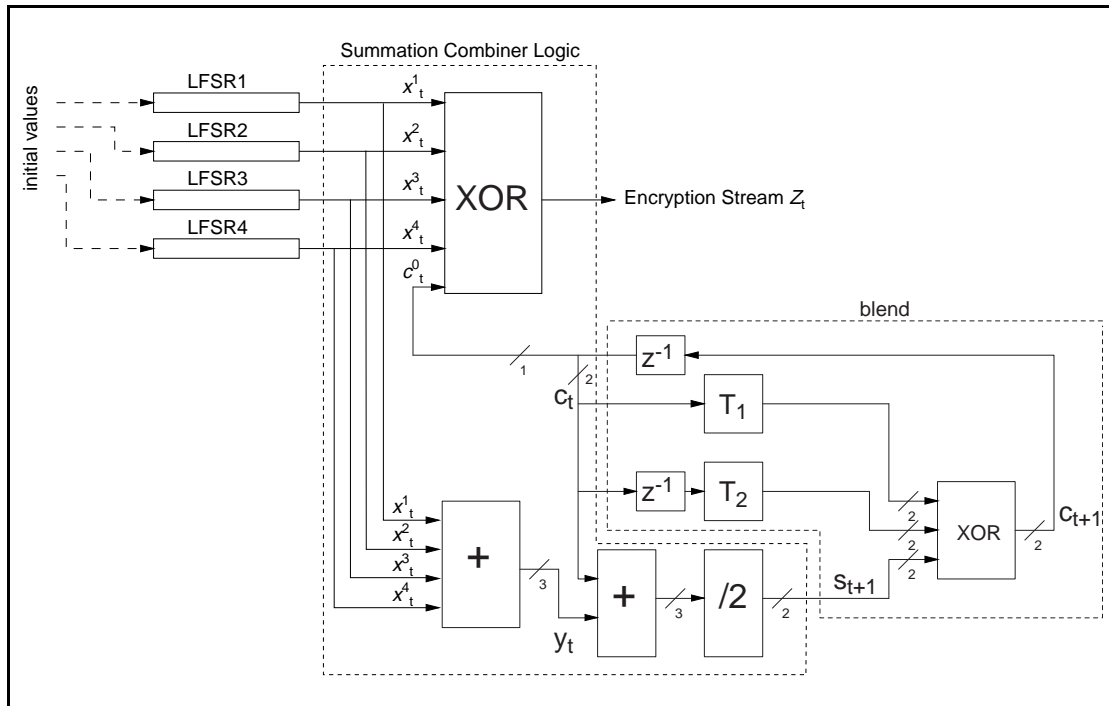 Summation Combiner Logic
initial values
LFSR1
LFSR2
LFSR3
LFSR4
x¹ₜ
x²ₜ
x³ₜ
x⁴ₜ
c⁰ₜ
XOR
Encryption Stream Zₜ
blend
1
2
cₜ
z⁻¹
T₁
z⁻¹
T₂
2
2
2
XOR
2
cₜ₊₁
x¹ₜ
x²ₜ
x³ₜ
x⁴ₜ
+
3
yₜ
+
3
/2
2
sₜ₊₁